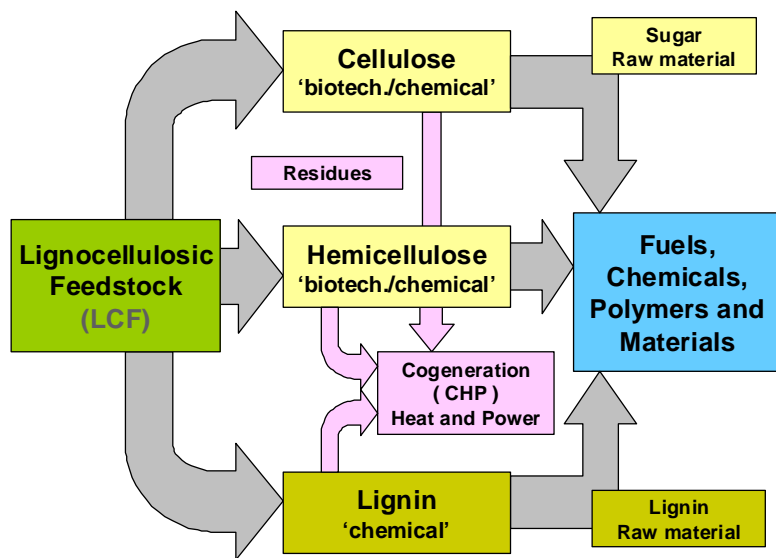 Cellulose
‘biotech./chemical’
Sugar
Raw material
Residues
Lignocellulosic
Feedstock
(LCF)
Hemicellulose
‘biotech./chemical’
Fuels,
Chemicals,
Polymers and
Materials
Cogeneration
( CHP )
Heat and Power
Lignin
‘chemical’
Lignin
Raw material